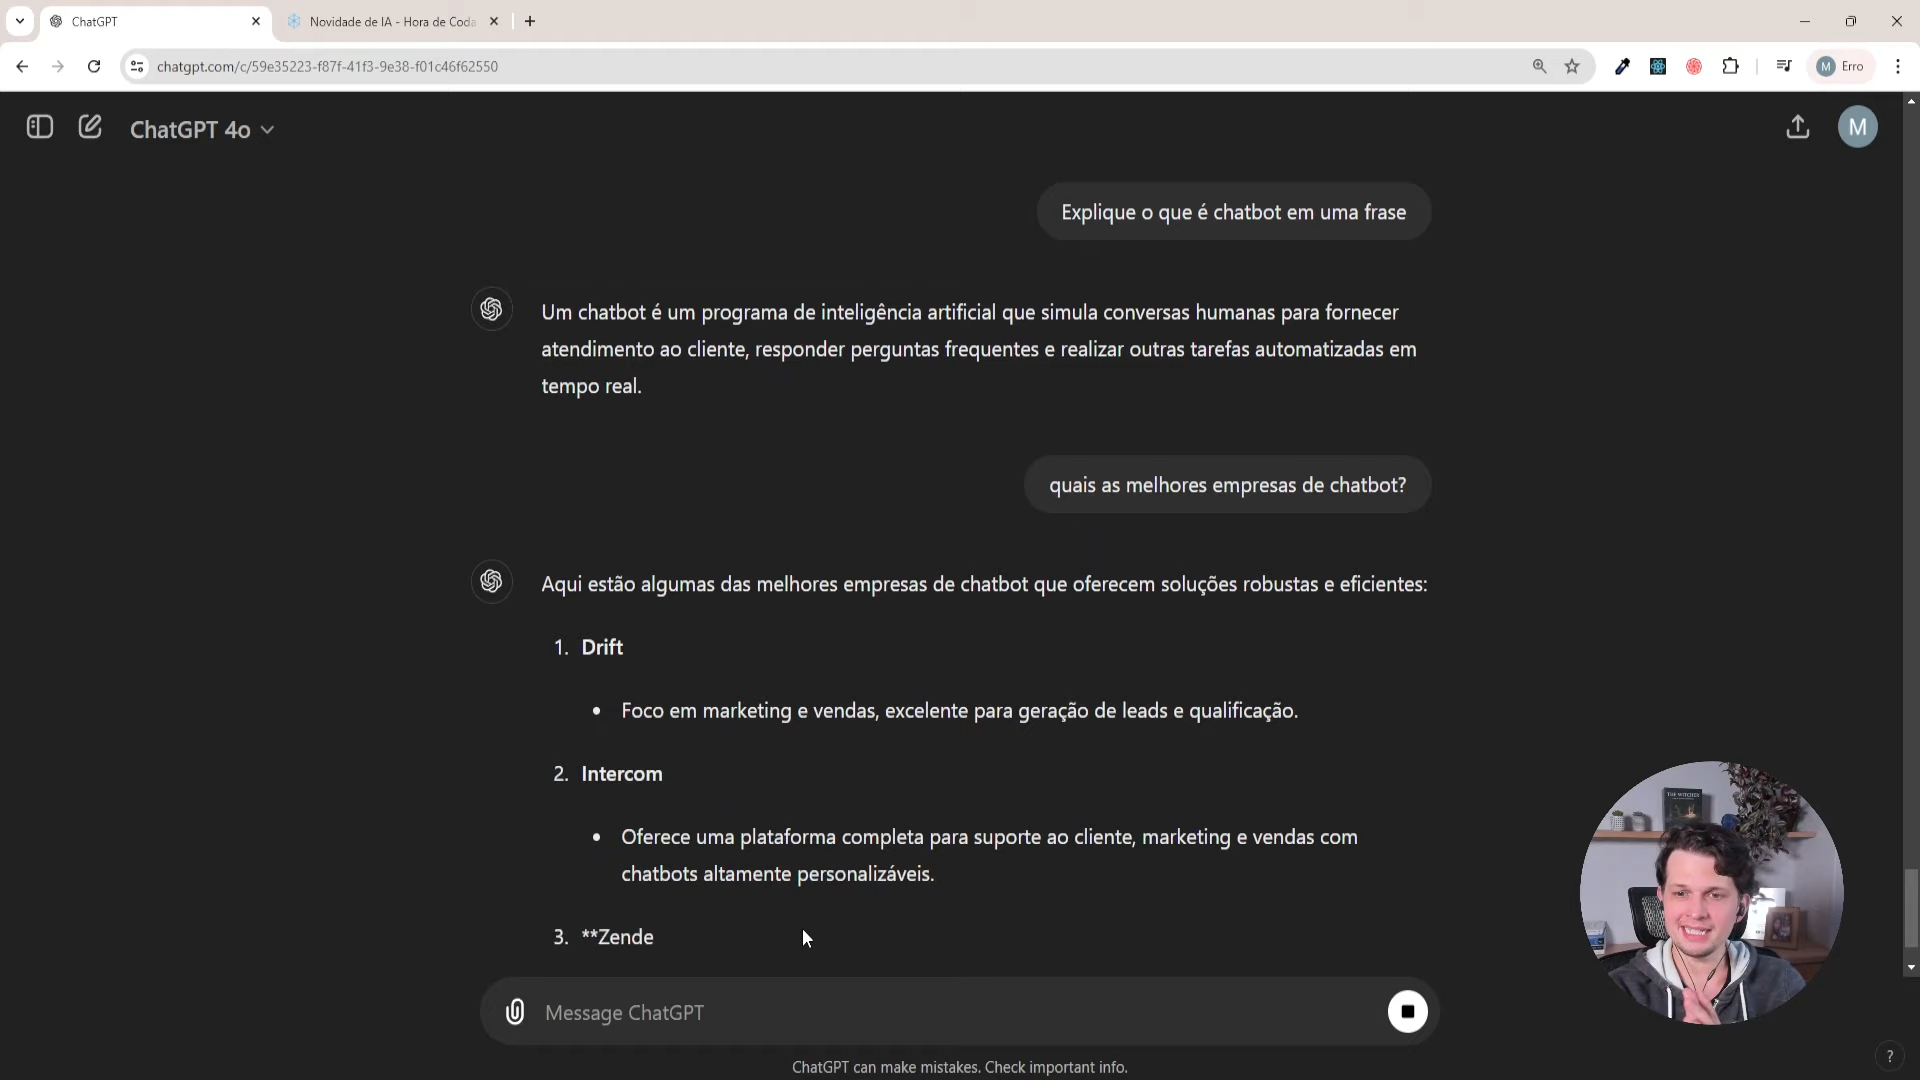 ChatGPT
Novidade de IA - Hora de Coda
chatgpt.com/c/59e35223-f87f-41f3-9e38-f01c46f62550
M
Erro
ChatGPT 4o
M
Explique o que é chatbot em uma frase
Um chatbot é um programa de inteligência artificial que simula conversas humanas para fornecer
atendimento ao cliente, responder perguntas frequentes e realizar outras tarefas automatizadas em
tempo real.
quais as melhores empresas de chatbot?
Aqui estão algumas das melhores empresas de chatbot que oferecem soluções robustas e eficientes:
1. Drift
• Foco em marketing e vendas, excelente para geração de leads e qualificação.
2. Intercom
• Oferece uma plataforma completa para suporte ao cliente, marketing e vendas com
chatbots altamente personalizáveis.
3. **Zende
THE WITCHER
Message ChatGPT
ChatGPT can make mistakes. Check important info.
?